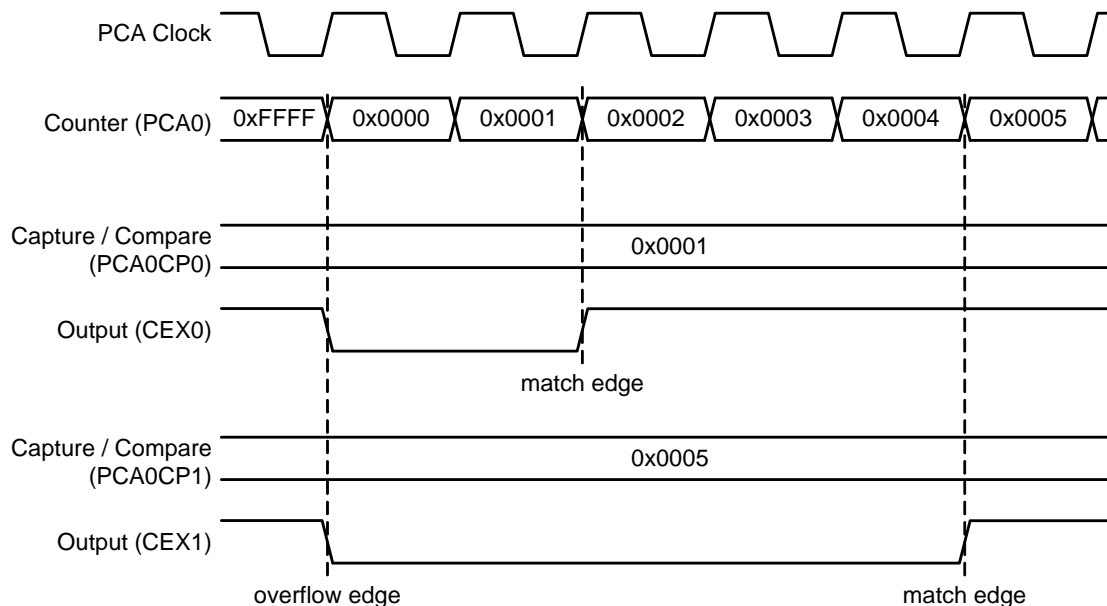 PCA Clock
Counter (PCA0)
0xFFFF
0x0000
0x0001
0x0002
0x0003
0x0004
0x0005
Capture / Compare
(PCA0CP0)
0x0001
Output (CEX0)
match edge
Capture / Compare
(PCA0CP1)
0x0005
Output (CEX1)
overflow edge
match edge